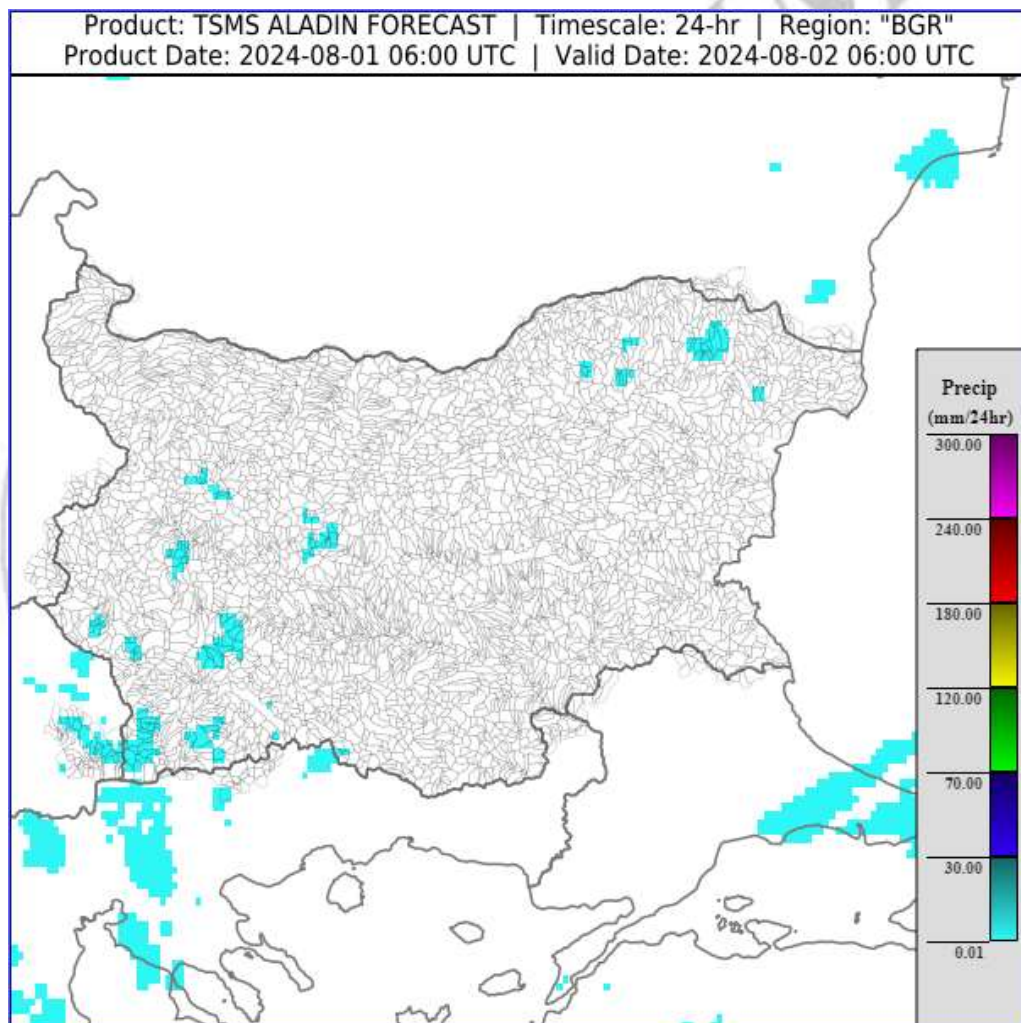 Product: TSMS ALADIN FORECAST | Timescale: 24-hr | Region: "BGR"
Product Date: 2024-08-01 06:00 UTC | Valid Date: 2024-08-02 06:00 UTC
Precip
(mm/24hr)
300.00
240.00
180.00
120.00
70.00
30.00
0.01